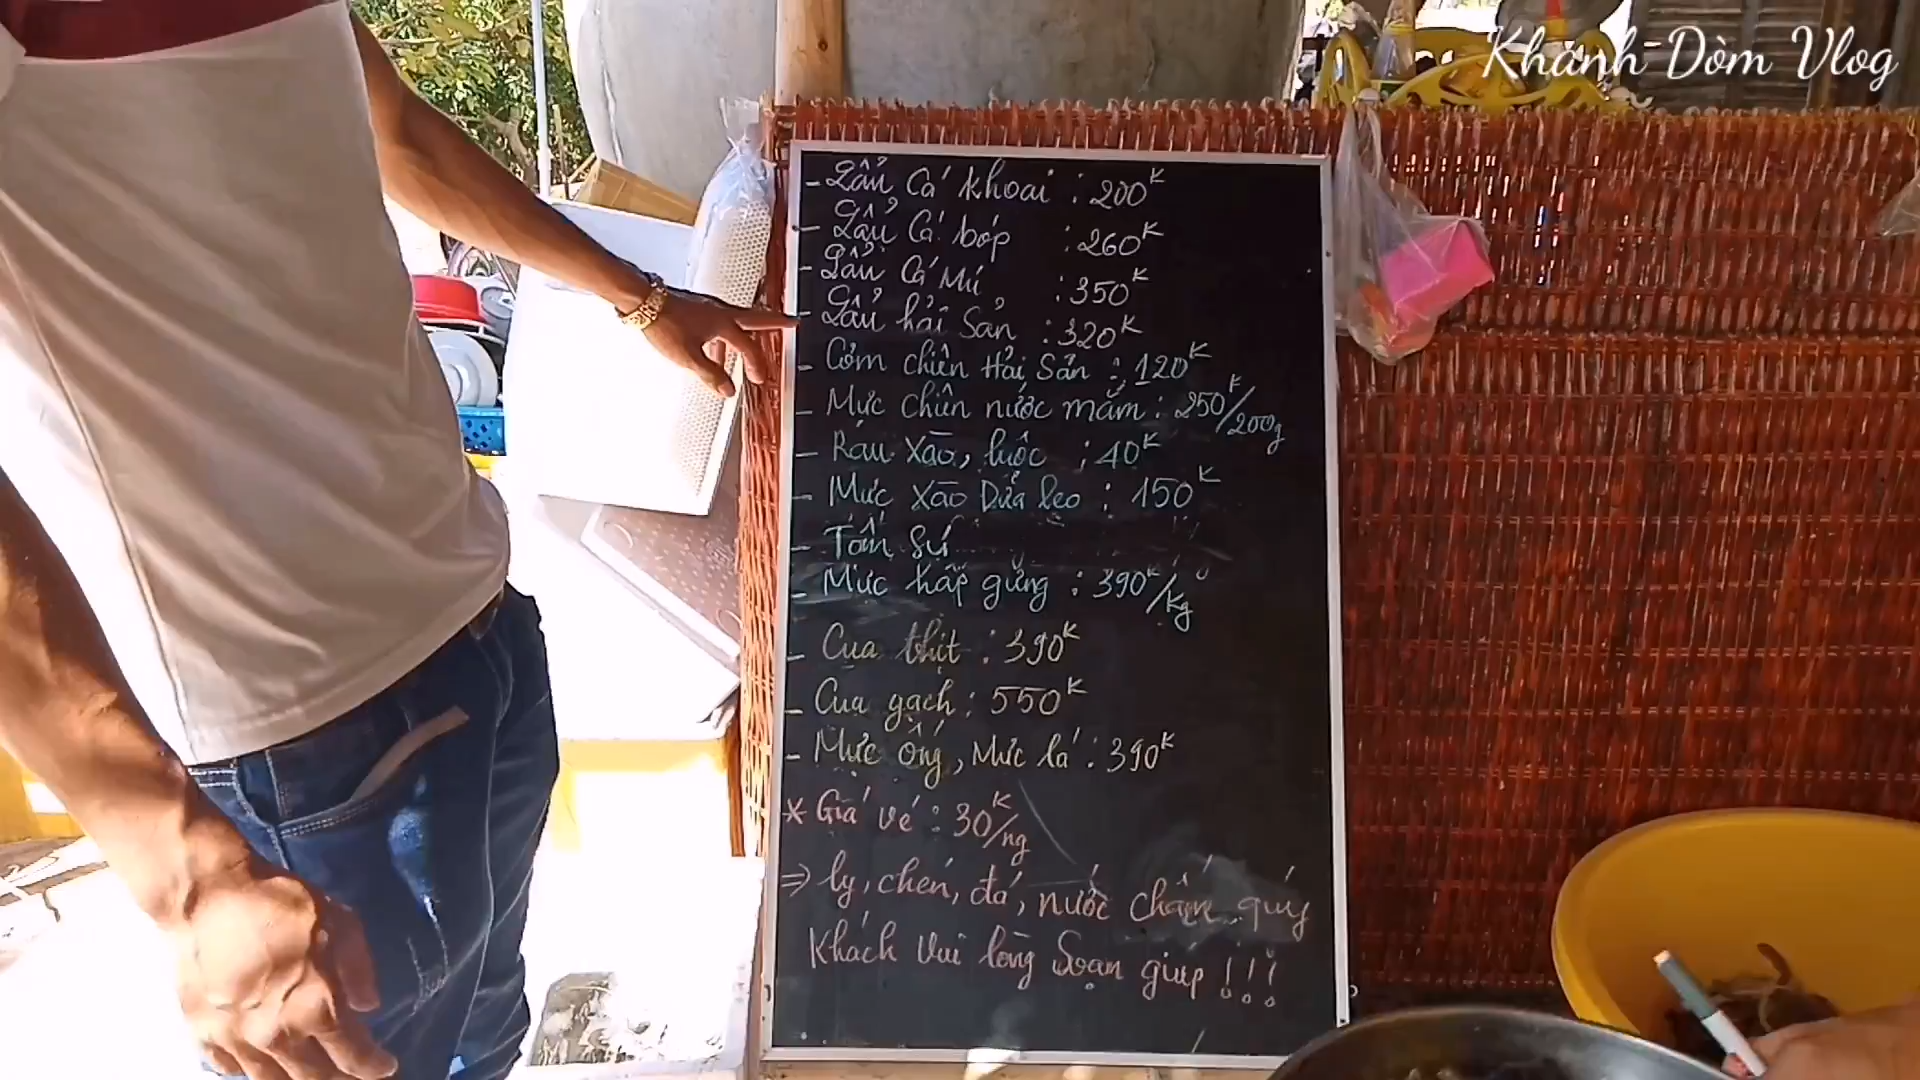 Khánh Dòm Vlog
- Lẩu Cá khoai : 200K
- Lẩu Cá bóp : 260K
- Lẩu Cá Mú : 350K
- Lẩu hải Sản : 320K
- Cơm chiên Hải Sản : 120K
- Mực chiên nước mắm : 250K/200g
- Rau xào, luộc : 40K
- Mực xào Dưa leo : 150K
- Tôm Sú
- Mực hấp gừng : 390K/Kg
- Cua thịt : 390K
- Cua gạch : 550K
- Mực ống, Mực lá : 390K
* Giá vé : 30K/ng
⇒ ly, chén, đá, nước chấm quý
Khách Vui lòng Soạn giúp !!!